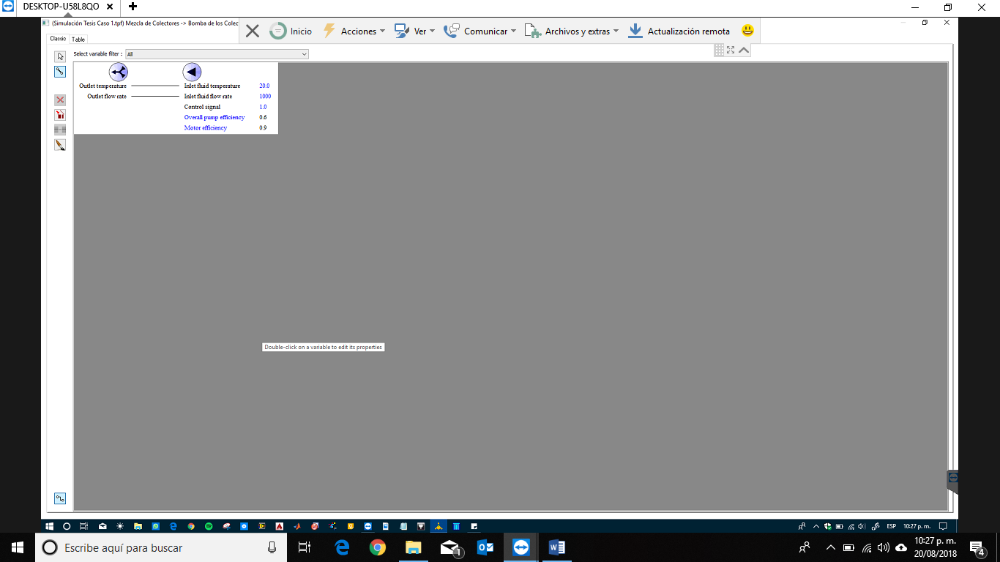 DESKTOP-U58L8QO
(Simulación Tesis Caso 1.tpf) Mezcla de Colectores -> Bomba de los Colec
Inicio
Acciones
Ver
Comunicar
Archivos y extras
Actualización remota
Classic
Table
Select variable filter :
All
Outlet temperature
Inlet fluid temperature
20.0
Outlet flow rate
Inlet fluid flow rate
1000
Control signal
1.0
Overall pump efficiency
0.6
Motor efficiency
0.9
Double-click on a variable to edit its properties
ESP
10:27 p. m.
Escribe aquí para buscar
1
10:27 p. m.
20/08/2018
4